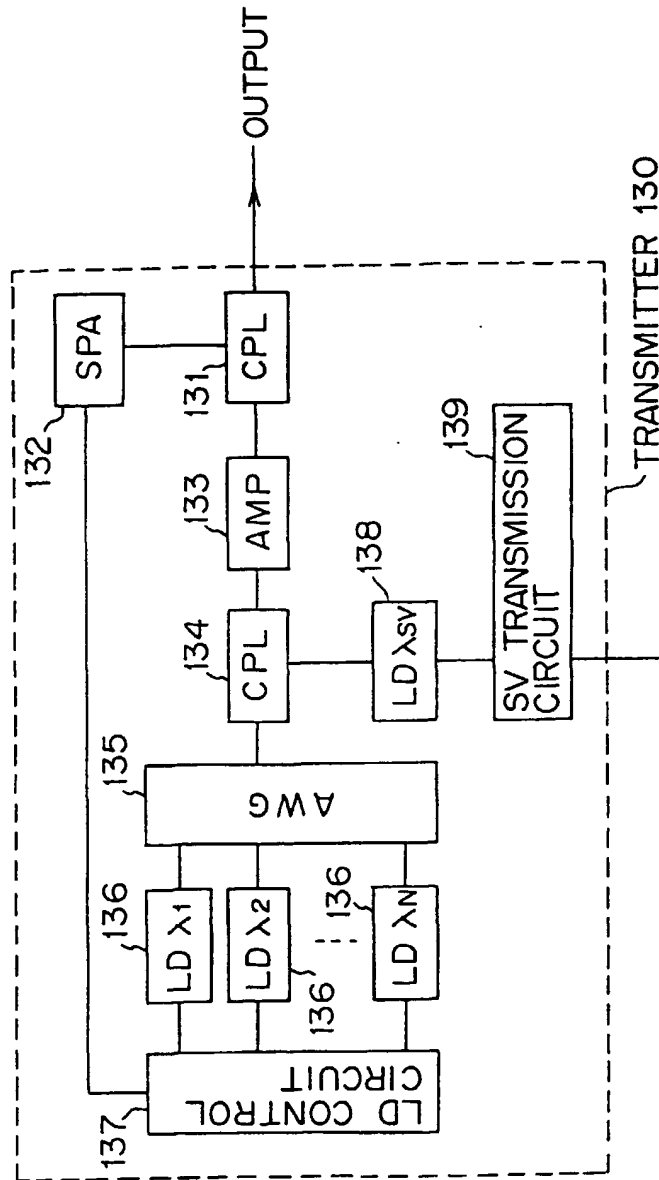 132
SPA
OUTPUT
131
CPL
133
AMP
134
CPL
135
AWG
136
LD λ1
LD λ2
136
136
LD λN
137
LD CONTROL
CIRCUIT
138
LD λSV
139
SV TRANSMISSION
CIRCUIT
TRANSMITTER 130